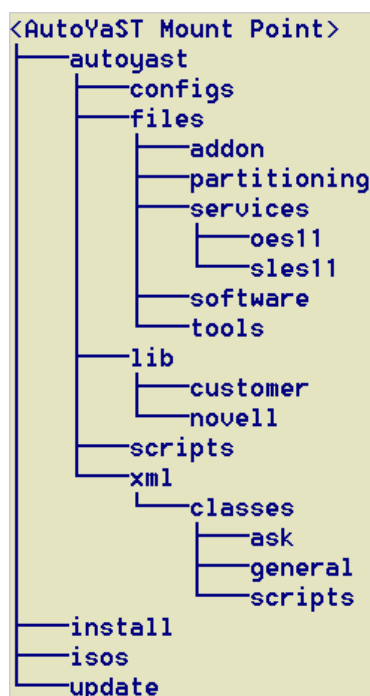 <AutoYaST Mount Point>
autoyast
configs
files
addon
partitioning
services
oes11
sles11
software
tools
lib
customer
novell
scripts
xml
classes
ask
general
scripts
install
isos
update